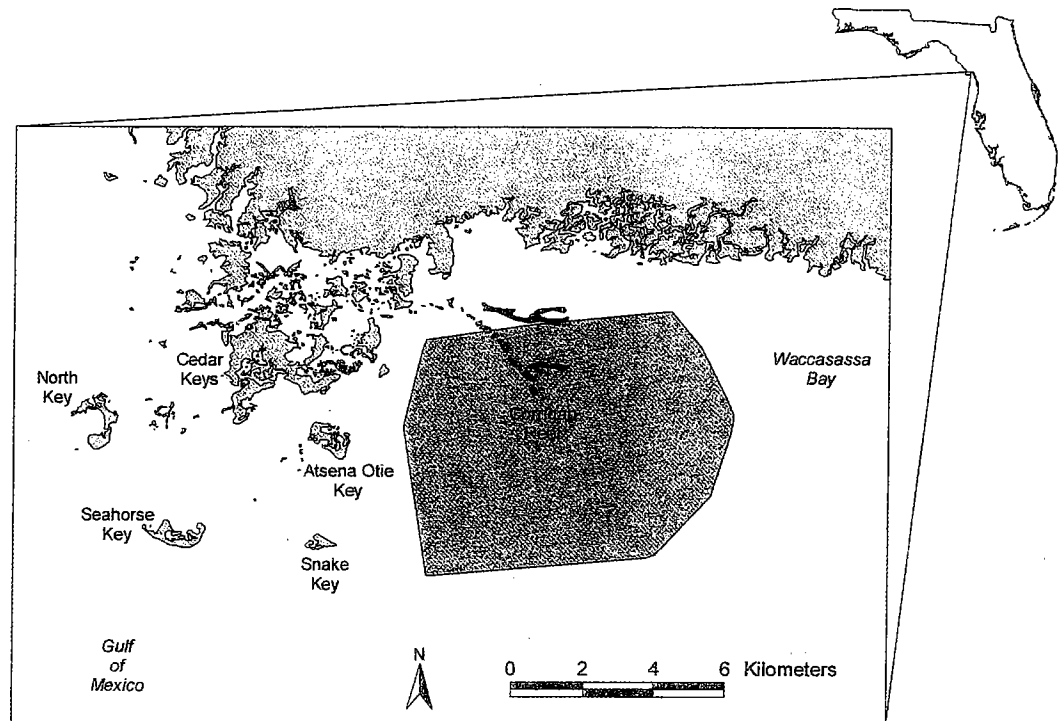 Cedar
Keys
North
Key
Waccasassa
Bay
Atsena Otie
Key
Seahorse
Key
Snake
Key
Gulf
of
Mexico
N
0 2 4 6 Kilometers